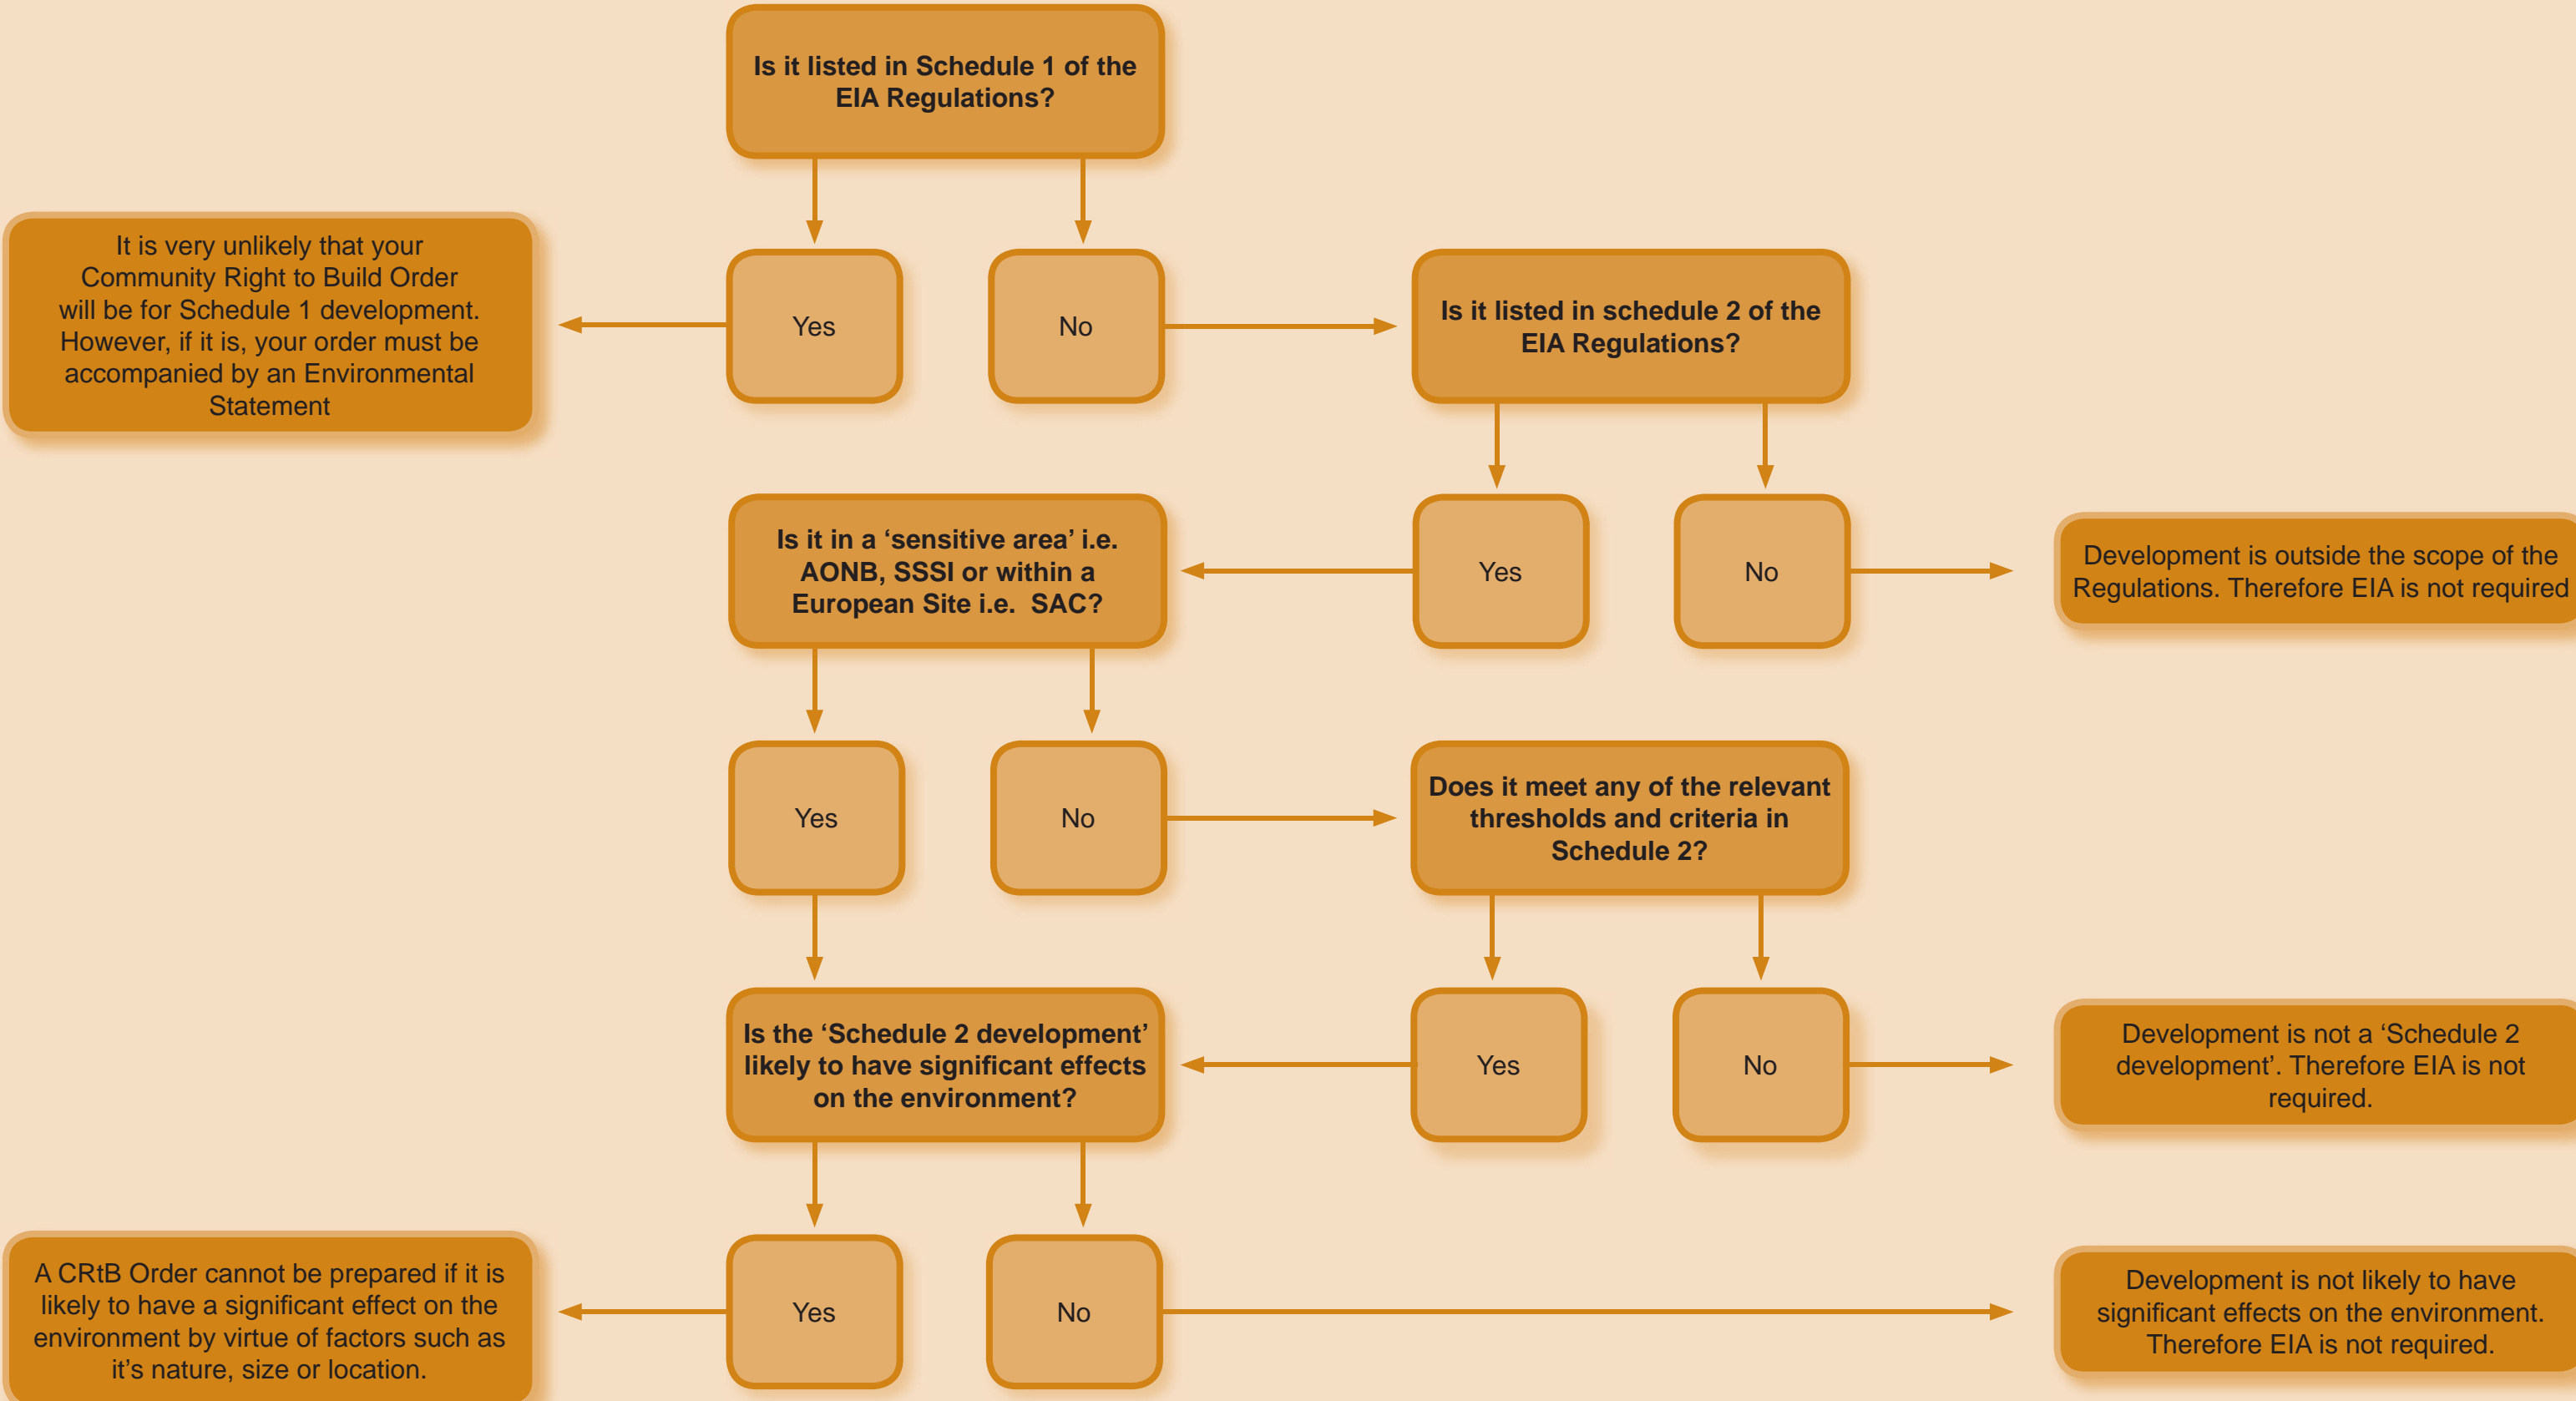 Is it listed in Schedule 1 of the
EIA Regulations?
It is very unlikely that your
Community Right to Build Order
will be for Schedule 1 development.
However, if it is, your order must be
accompanied by an Environmental
Statement
Yes
No
Is it listed in schedule 2 of the
EIA Regulations?
Is it in a ‘sensitive area’ i.e.
AONB, SSSI or within a
European Site i.e.  SAC?
Yes
No
Development is outside the scope of the
Regulations. Therefore EIA is not required
Yes
No
Does it meet any of the relevant
thresholds and criteria in
Schedule 2?
Is the ‘Schedule 2 development’
likely to have significant effects
on the environment?
Yes
No
Development is not a ‘Schedule 2
development’. Therefore EIA is not
required.
A CRtB Order cannot be prepared if it is
likely to have a significant effect on the
environment by virtue of factors such as
it’s nature, size or location.
Yes
No
Development is not likely to have
significant effects on the environment.
Therefore EIA is not required.